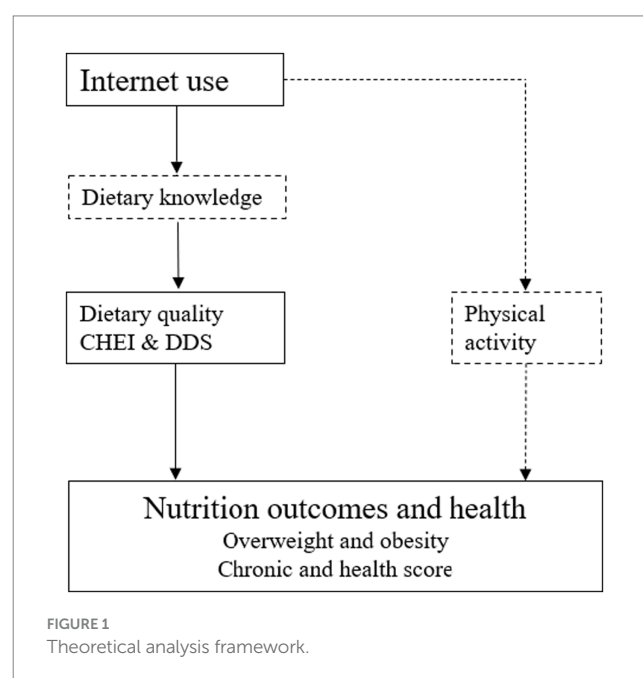 Internet use
Dietary knowledge
Dietary quality
CHEI & DDS
Physical
activity
Nutrition outcomes and health
Overweight and obesity
Chronic and health score
FIGURE 1
Theoretical analysis framework.